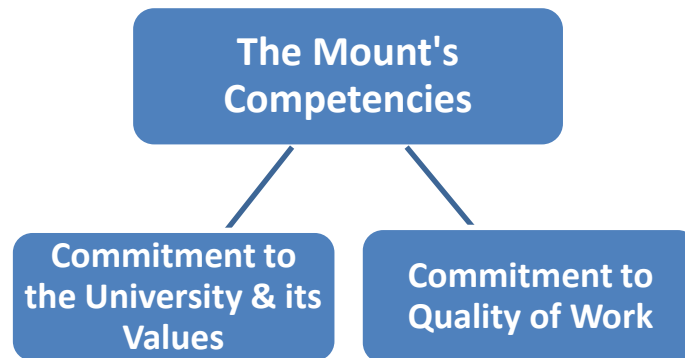 The Mount's
Competencies
Commitment to
the University & its
Values
Commitment to
Quality of Work